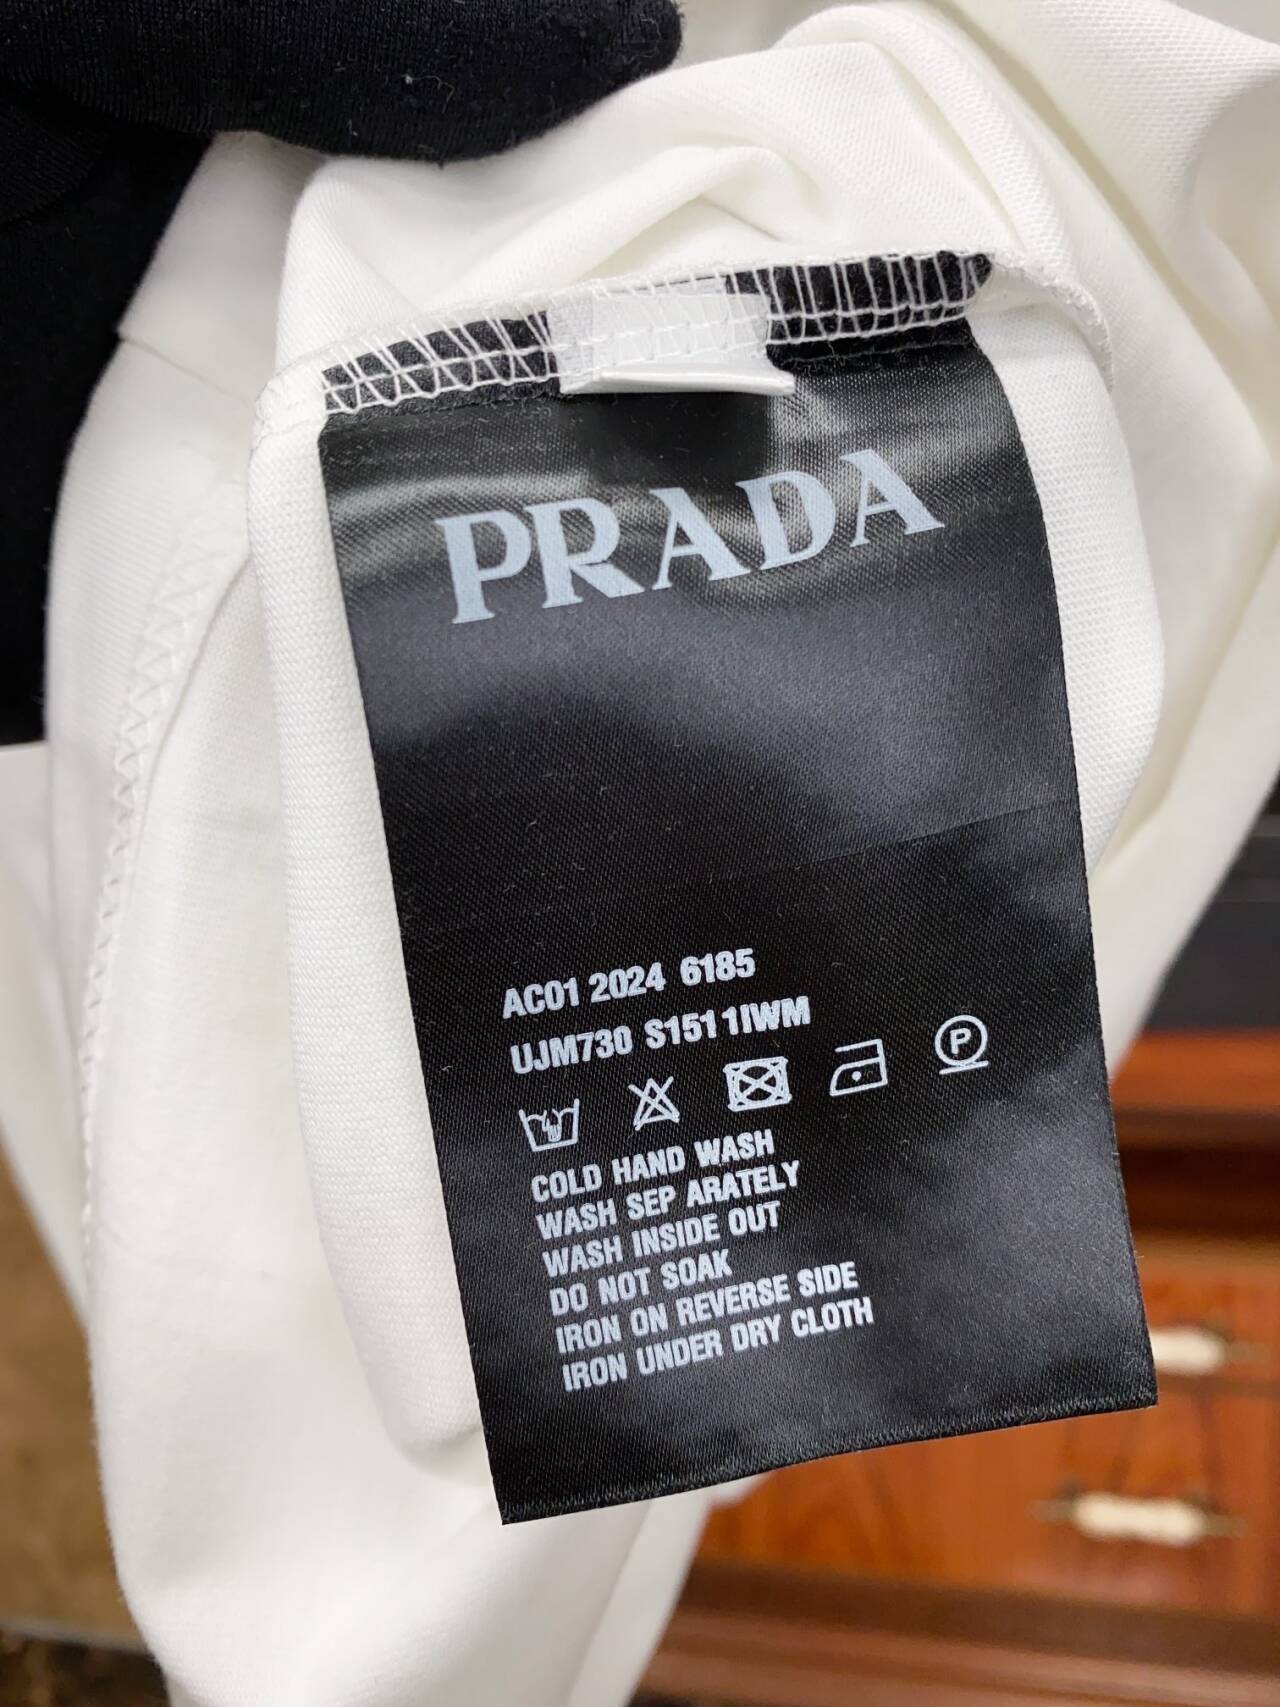 PRADA
AC01 2024 6185
UJM730 S151 1IWM
P
COLD HAND WASH
WASH SEP ARATELY
WASH INSIDE OUT
DO NOT SOAK
IRON ON REVERSE SIDE
IRON UNDER DRY CLOTH